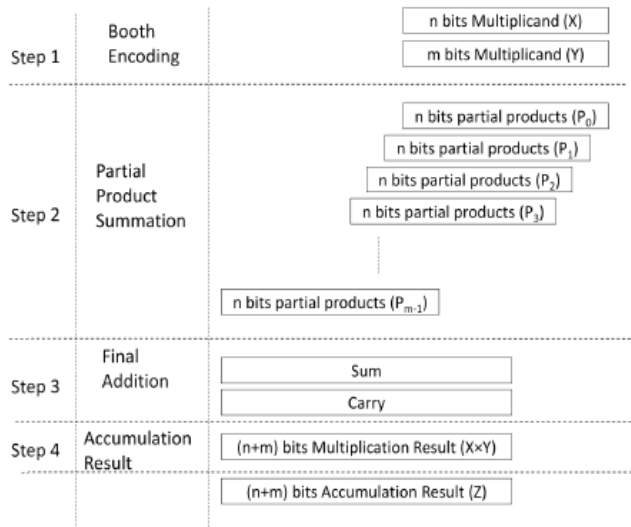 Step 1
Booth
Encoding
n bits Multiplicand (X)
m bits Multiplicand (Y)
Step 2
Partial
Product
Summation
n bits partial products (P₀)
n bits partial products (P₁)
n bits partial products (P₂)
n bits partial products (P₃)
n bits partial products (Pₘ₋₁)
Step 3
Final
Addition
Sum
Carry
Step 4
Accumulation
Result
(n+m) bits Multiplication Result (X×Y)
(n+m) bits Accumulation Result (Z)